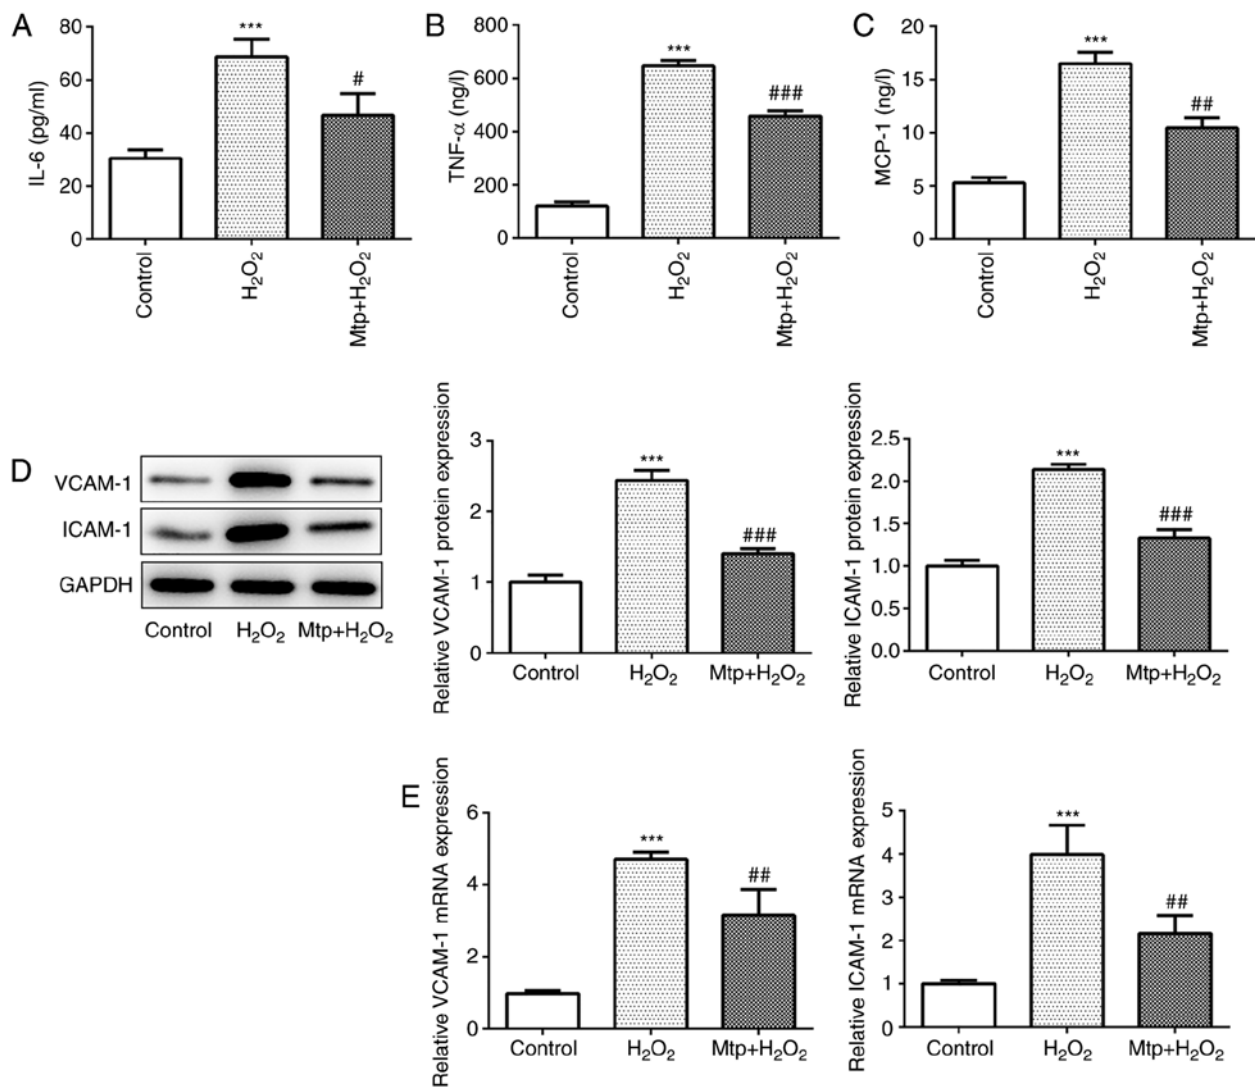 A
IL-6 (pg/ml)
80
60
40
20
0
***
#
Control
H₂O₂
Mtp+H₂O₂
B
TNF-α (ng/l)
800
600
400
200
0
***
###
Control
H₂O₂
Mtp+H₂O₂
C
MCP-1 (ng/l)
20
15
10
5
0
***
##
Control
H₂O₂
Mtp+H₂O₂
D
VCAM-1
ICAM-1
GAPDH
Control H₂O₂ Mtp+H₂O₂
Relative VCAM-1 protein expression
3
2
1
0
***
###
Control H₂O₂ Mtp+H₂O₂
Relative ICAM-1 protein expression
2.5
2.0
1.5
1.0
0.5
0.0
***
###
Control H₂O₂ Mtp+H₂O₂
E
Relative VCAM-1 mRNA expression
6
4
2
0
***
##
Control H₂O₂ Mtp+H₂O₂
Relative ICAM-1 mRNA expression
5
4
3
2
1
0
***
##
Control H₂O₂ Mtp+H₂O₂